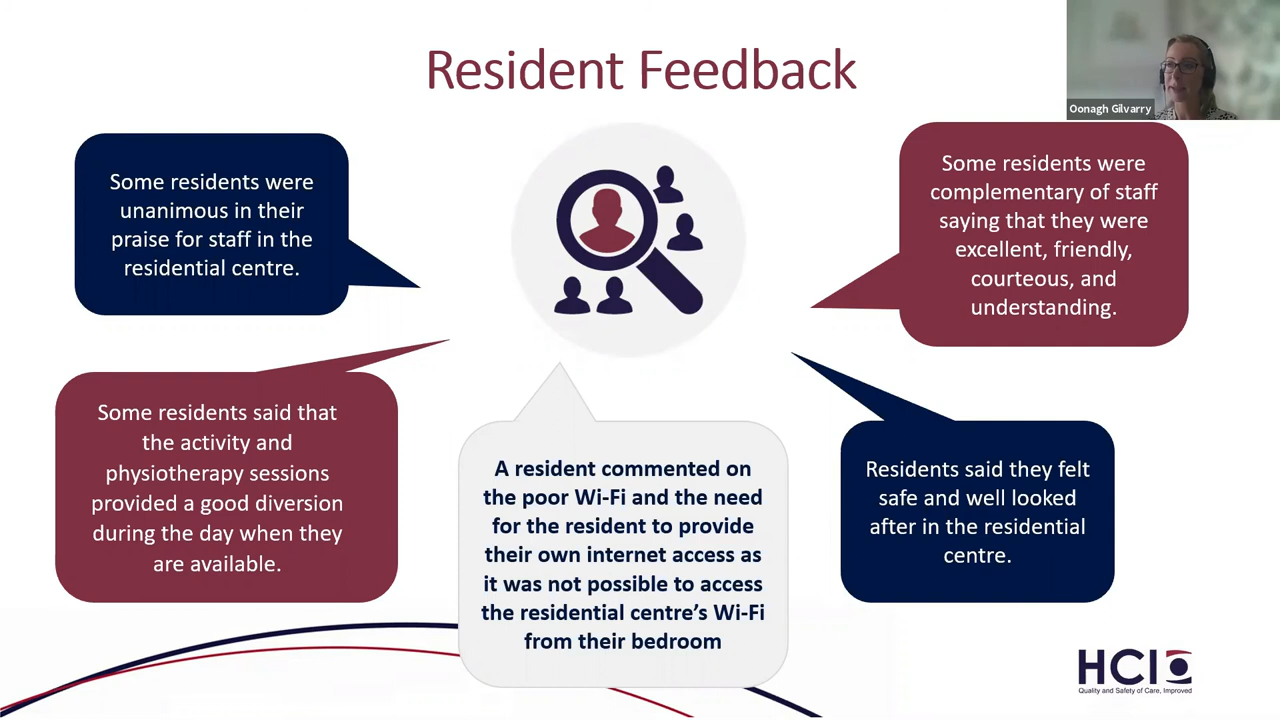 Resident Feedback
Oonagh Gilvarry
Some residents were
unanimous in their
praise for staff in the
residential centre.
Some residents were
complementary of staff
saying that they were
excellent, friendly,
courteous, and
understanding.
Some residents said that
the activity and
physiotherapy sessions
provided a good diversion
during the day when they
are available.
A resident commented on
the poor Wi-Fi and the need
for the resident to provide
their own internet access as
it was not possible to access
the residential centre’s Wi-Fi
from their bedroom
Residents said they felt
safe and well looked
after in the residential
centre.
HCI
Quality and Safety of Care, Improved